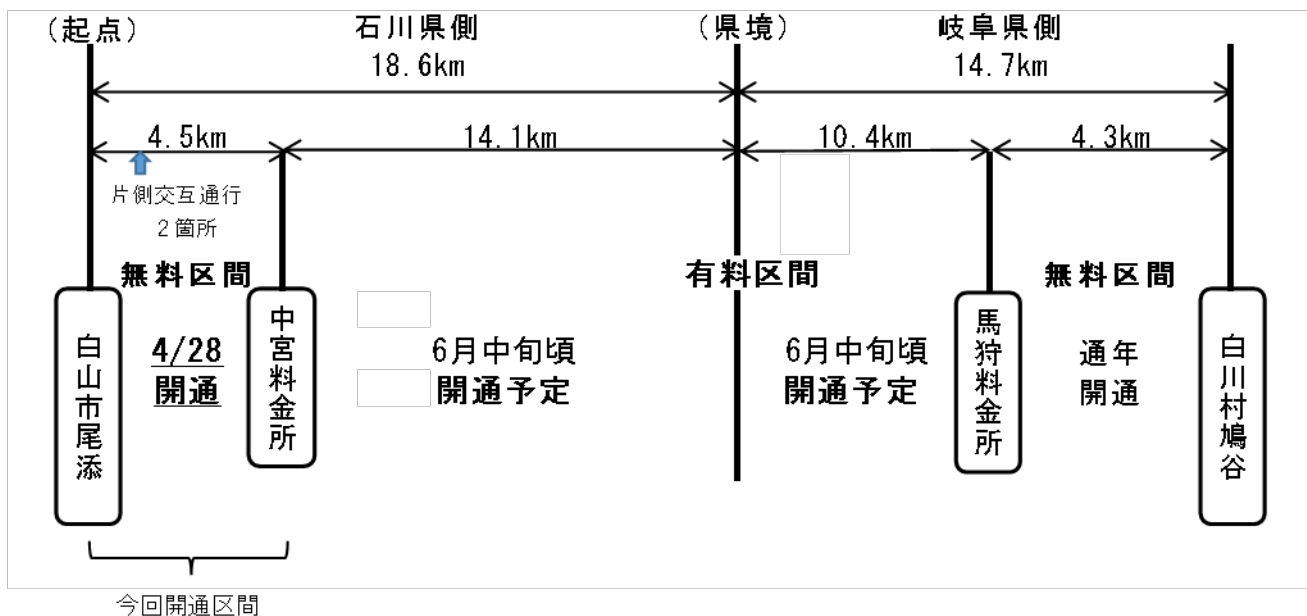 (起点)
石川県側
(県境)
岐阜県側
18.6km
14.7km
4.5km
14.1km
10.4km
4.3km
片側交互通行
２箇所
無料区間
有料区間
無料区間
白山市尾添
4/28
開通
中宮料金所
6月中旬頃
開通予定
6月中旬頃
開通予定
馬狩料金所
通年
開通
白川村鳩谷
今回開通区間